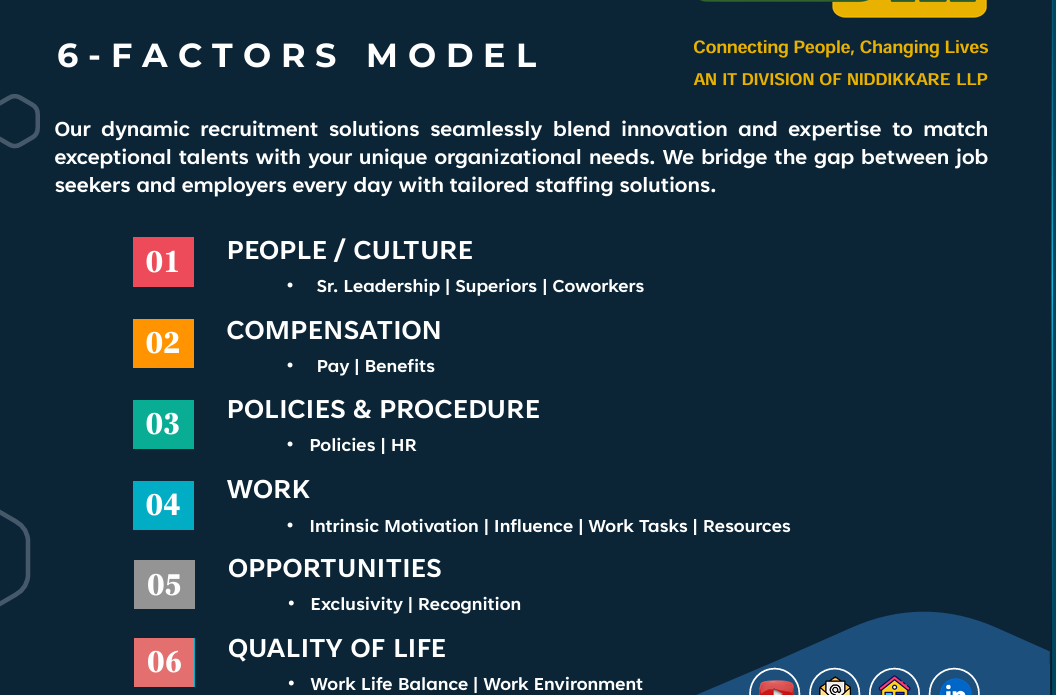 6-FACTORS MODEL
Connecting People, Changing Lives
AN IT DIVISION OF NIDDIKKARE LLP
Our dynamic recruitment solutions seamlessly blend innovation and expertise to match
exceptional talents with your unique organizational needs. We bridge the gap between job
seekers and employers every day with tailored staffing solutions.
01 PEOPLE / CULTURE
• Sr. Leadership | Superiors | Coworkers
02 COMPENSATION
• Pay | Benefits
03 POLICIES & PROCEDURE
• Policies | HR
04 WORK
• Intrinsic Motivation | Influence | Work Tasks | Resources
05 OPPORTUNITIES
• Exclusivity | Recognition
06 QUALITY OF LIFE
• Work Life Balance | Work Environment
in